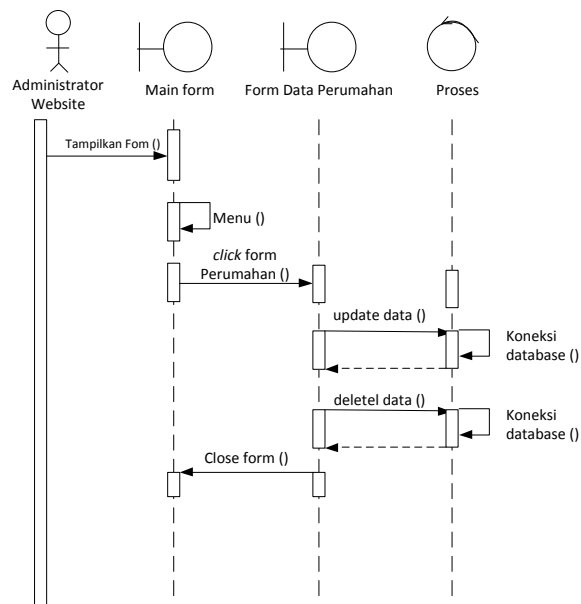 Administrator
Website
Main form
Form Data Perumahan
Proses
Tampilkan Fom ()
Menu ()
click form
Perumahan ()
update data ()
Koneksi
database ()
deletel data ()
Koneksi
database ()
Close form ()